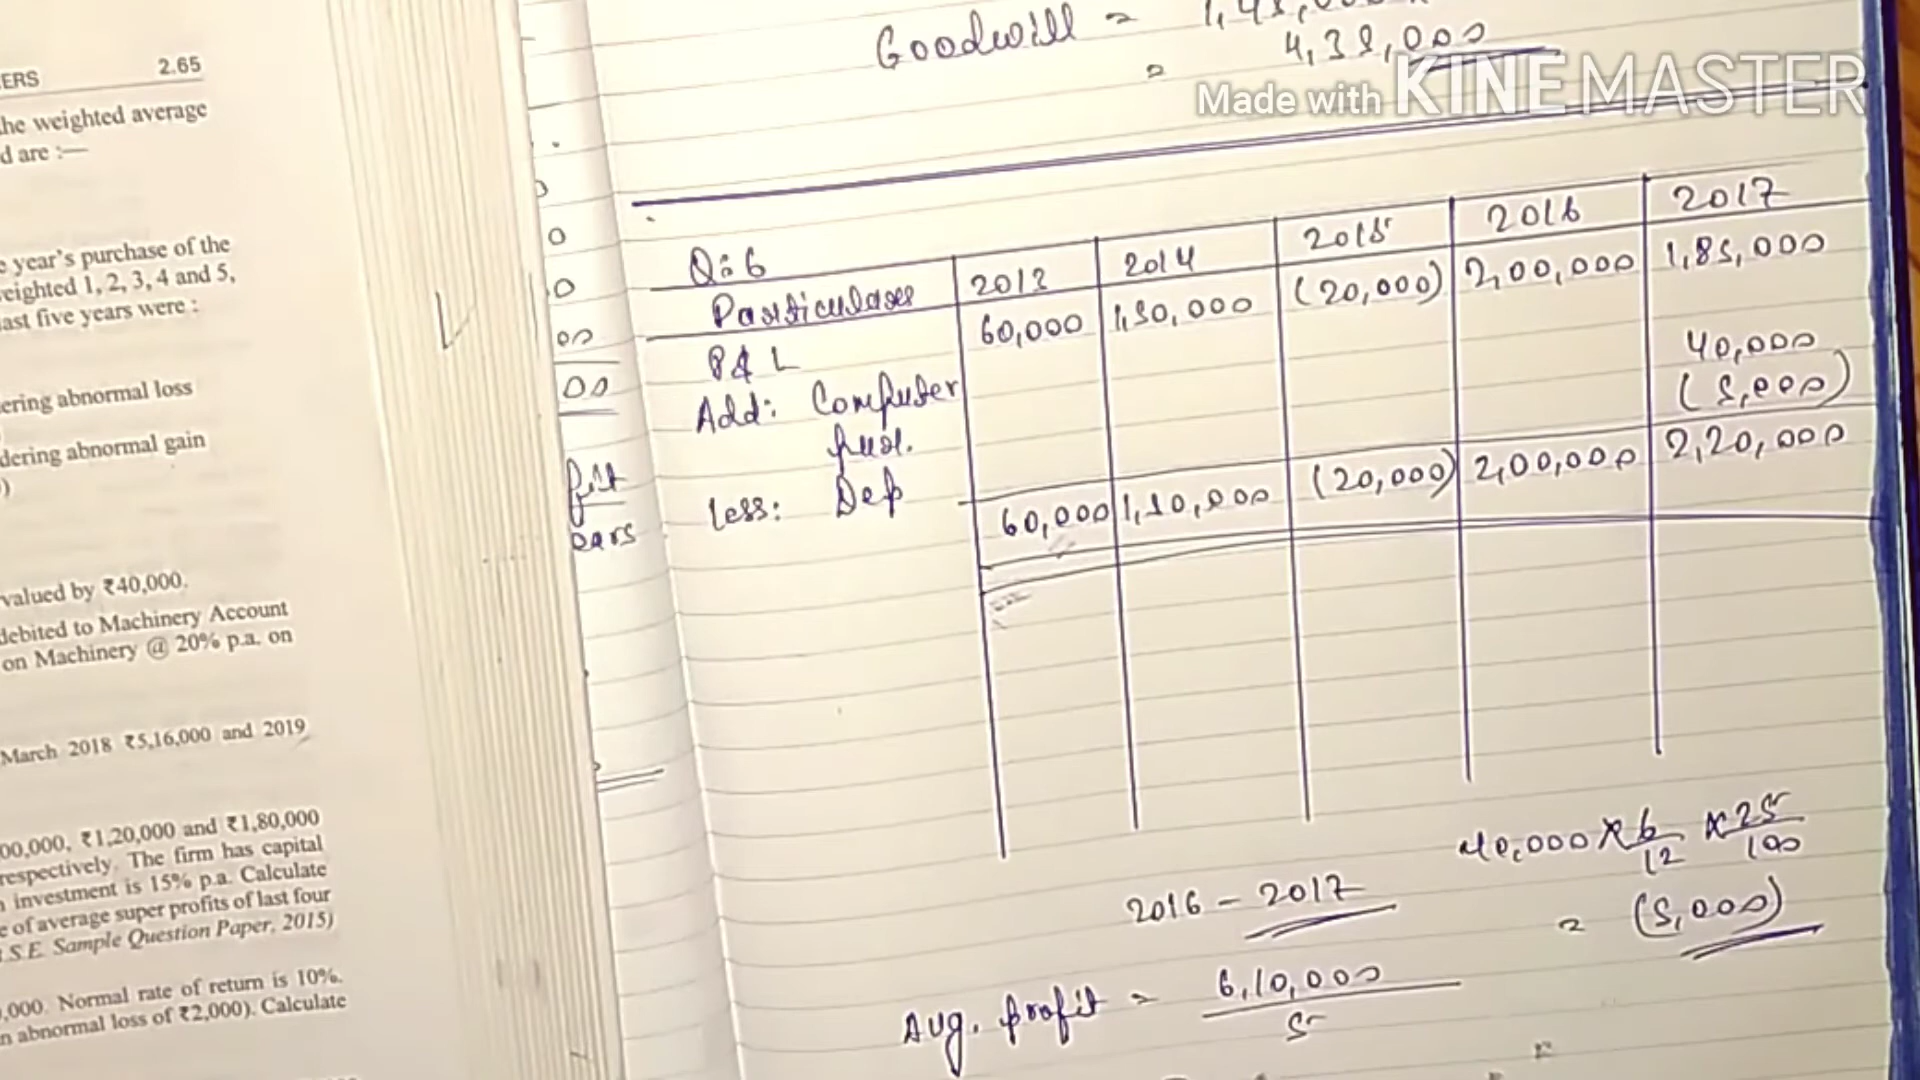 ERS 2.65
he weighted average
d are :—
e year's purchase of the
eighted 1, 2, 3, 4 and 5,
ast five years were :
ering abnormal loss
dering abnormal gain
)
valued by ₹40,000.
debited to Machinery Account
on Machinery @ 20% p.a. on
March 2018 ₹5,16,000 and 2019
00,000, ₹1,20,000 and ₹1,80,000
respectively. The firm has capital
n investment is 15% p.a. Calculate
e of average super profits of last four
.S.E. Sample Question Paper, 2015)
,000. Normal rate of return is 10%.
n abnormal loss of ₹2,000). Calculate
ears
Goodwill =
= 4,38,000
Made with KINEMASTER
Q:6
Particulars 2013 2014 2015 2016 2017
P&L 60,000 1,50,000 (20,000) 2,00,000 1,85,000
Add: Computer pur. 40,000
Less: Dep (5,000)
60,000 1,50,000 (20,000) 2,00,000 2,20,000
40,000 x 6/12 x 25/100
2016 – 2017
= (5,000)
Avg. profit = 6,10,000
5